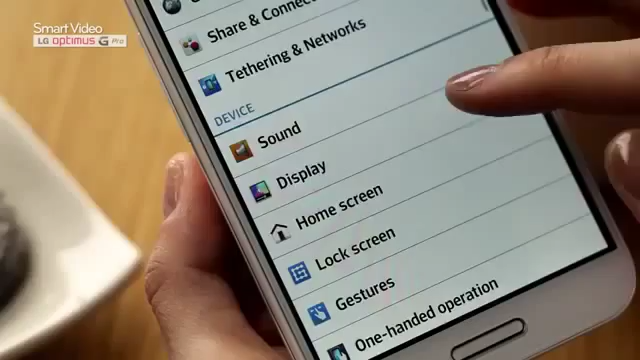 Smart Video
LG Optimus G Pro
Share & Connect
Tethering & Networks
DEVICE
Sound
Display
Home screen
Lock screen
Gestures
One-handed operation